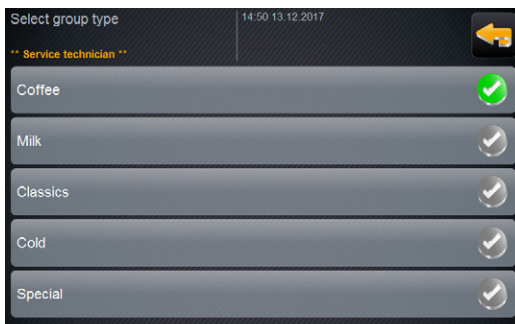 Select group type
14:50 13.12.2017
** Service technician **
Coffee
Milk
Classics
Cold
Special